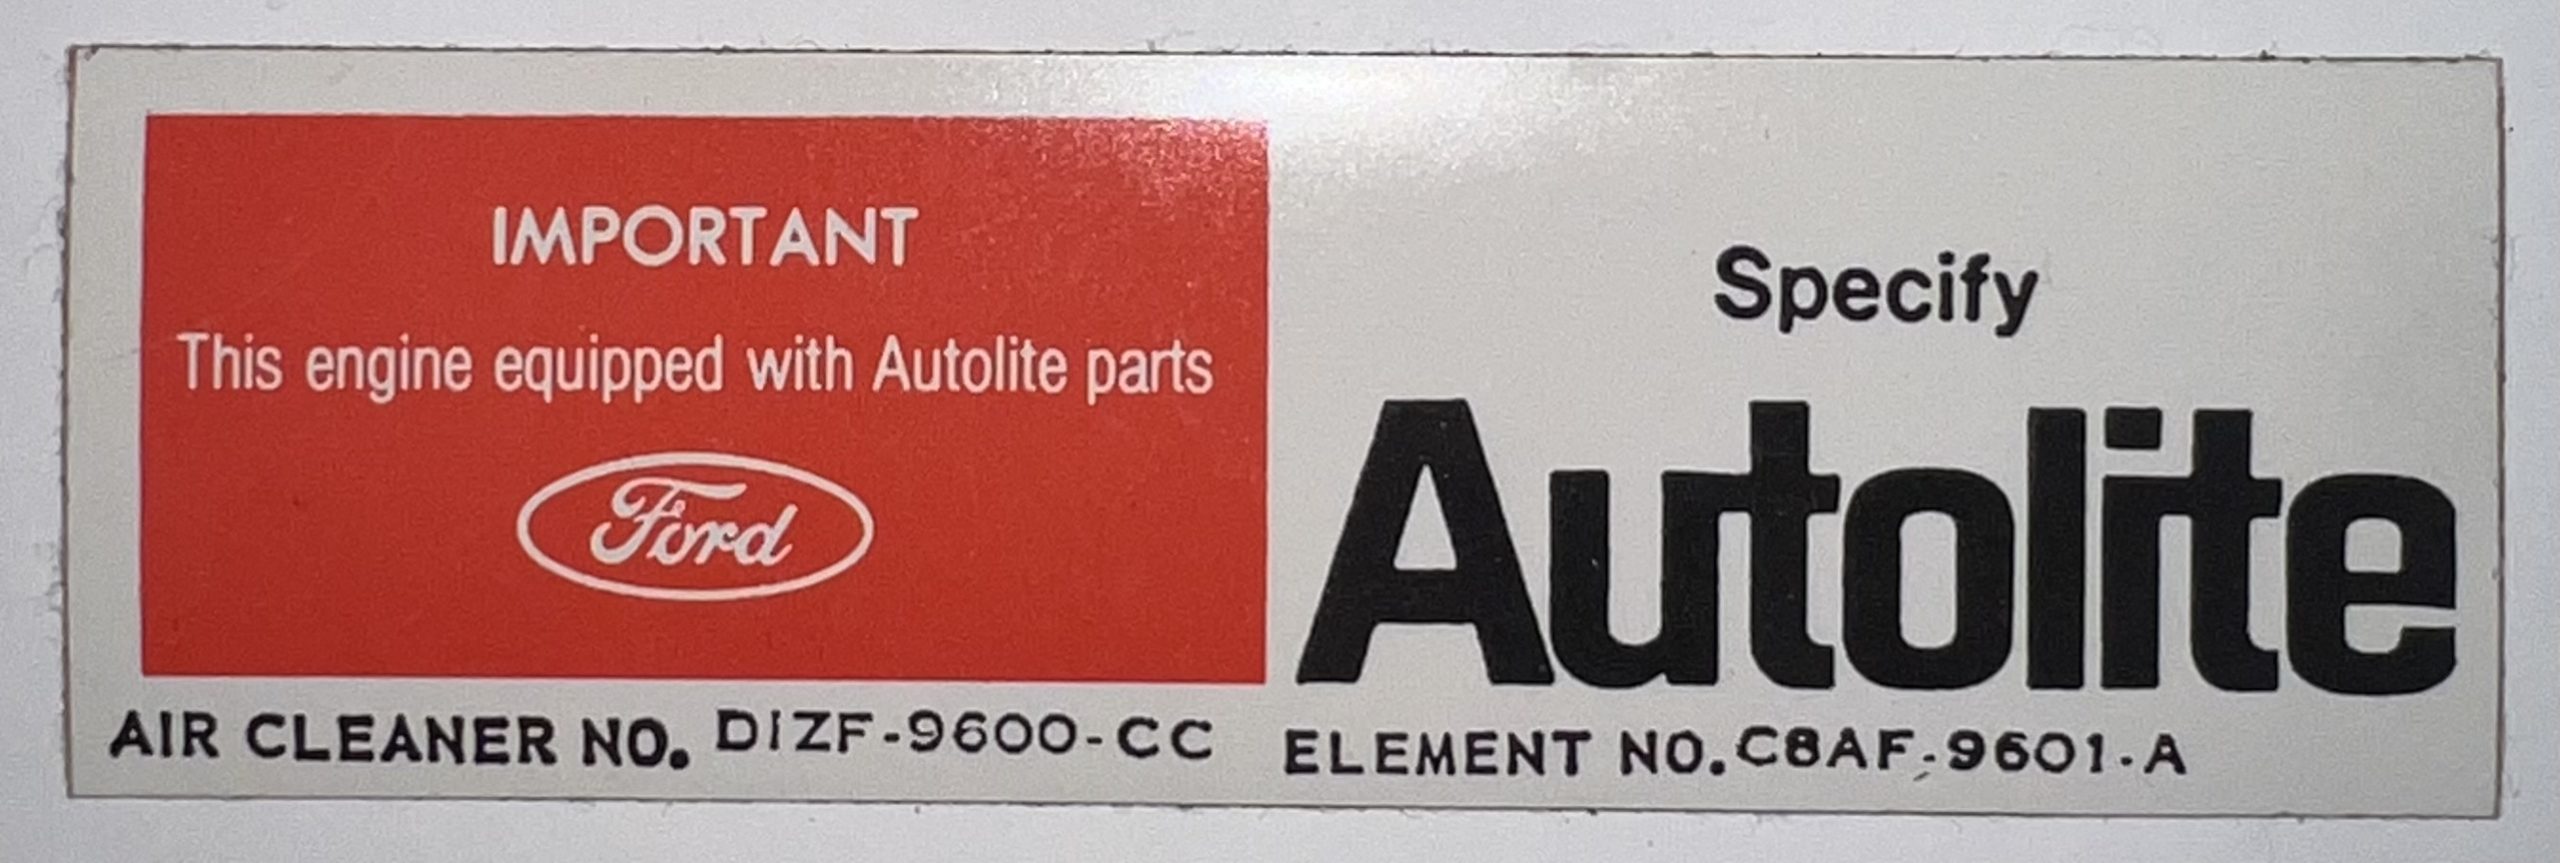 IMPORTANT
This engine equipped with Autolite parts
Ford
Specify
Autolite
AIR CLEANER NO. D1ZF-9600-CC
ELEMENT NO. C8AF-9601-A